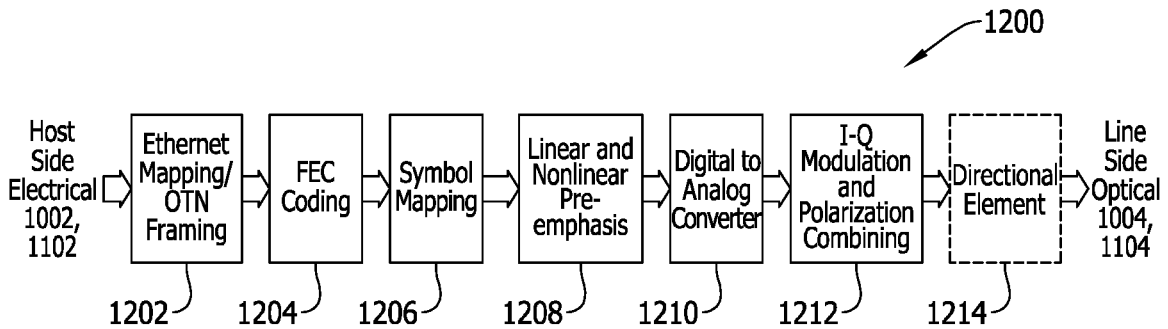 1200
Host
Side
Electrical
1002,
1102
Ethernet
Mapping/
OTN
Framing
FEC
Coding
Symbol
Mapping
Linear and
Nonlinear
Pre-
emphasis
Digital to
Analog
Converter
I-Q
Modulation
and
Polarization
Combining
Directional
Element
Line
Side
Optical
1004,
1104
1202
1204
1206
1208
1210
1212
1214